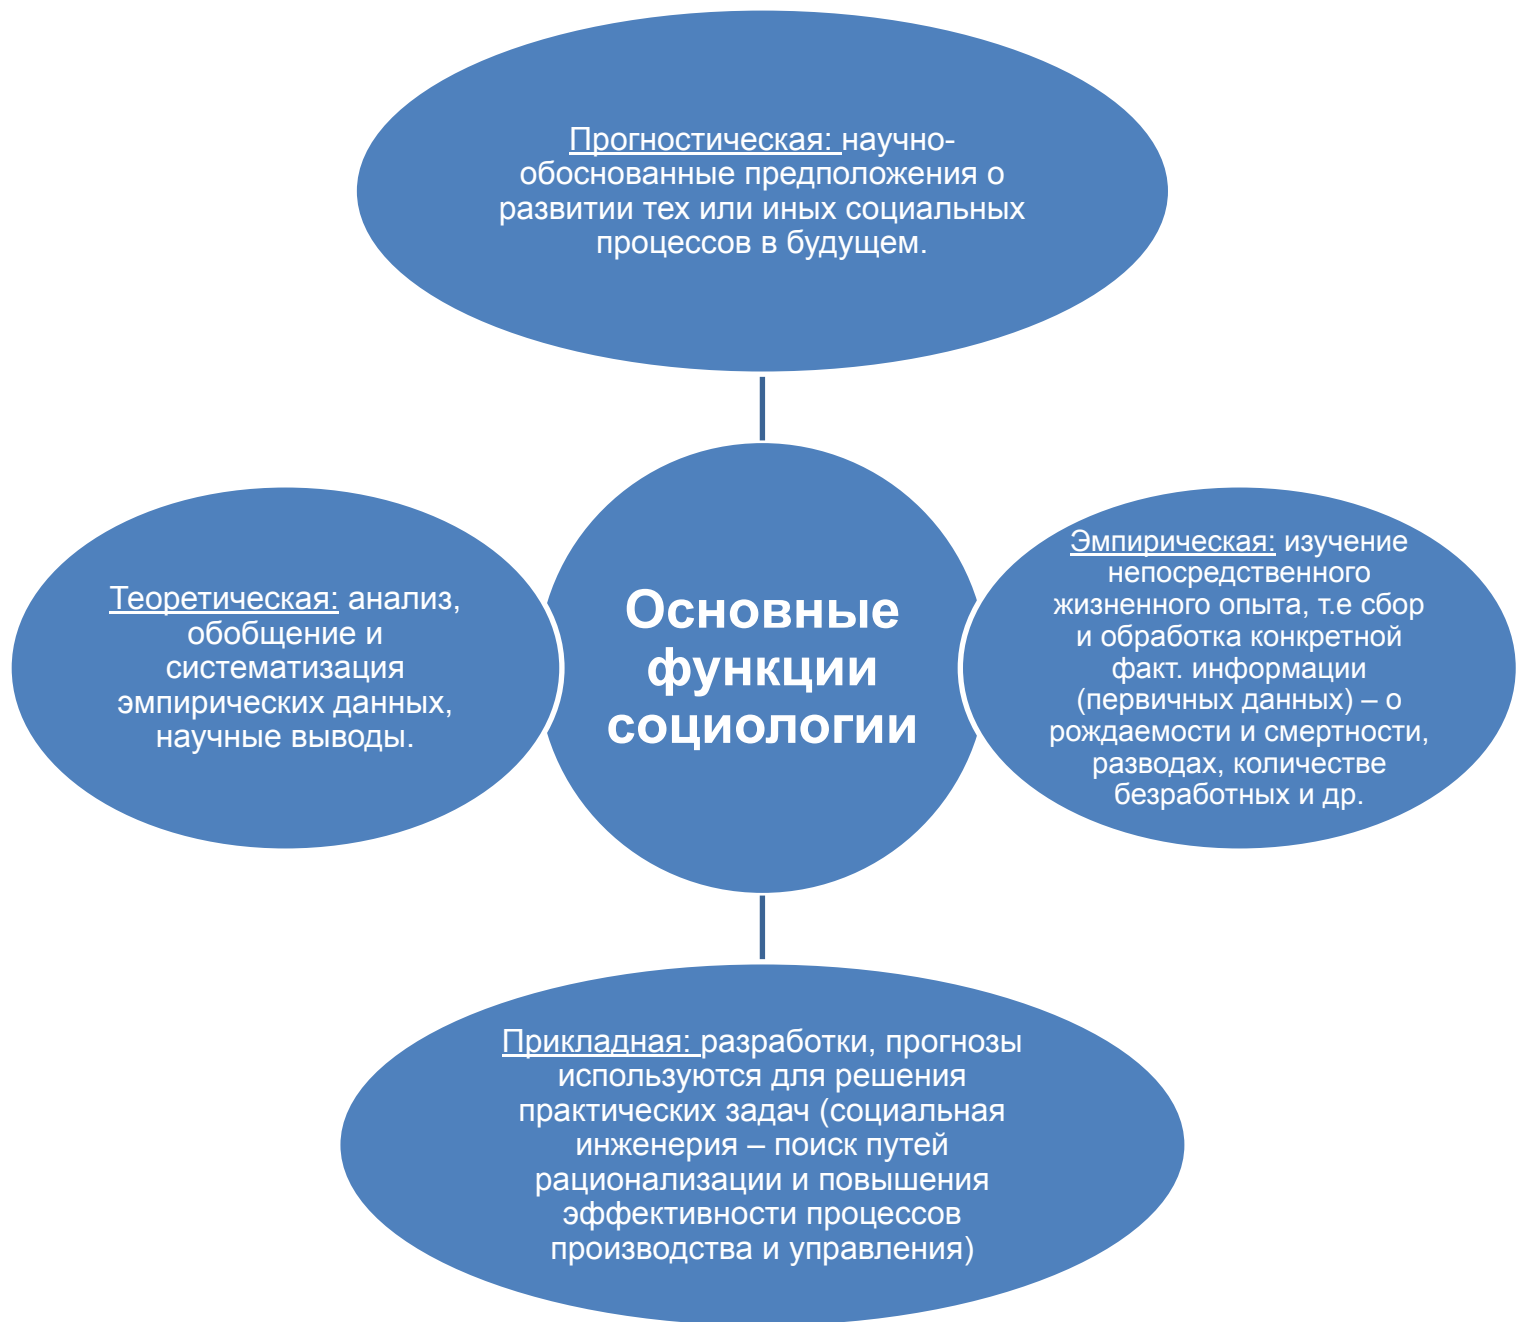 Прогностическая: научно-
обоснованные предположения о
развитии тех или иных социальных
процессов в будущем.
Теоретическая: анализ,
обобщение и
систематизация
эмпирических данных,
научные выводы.
Основные
функции
социологии
Эмпирическая: изучение
непосредственного
жизненного опыта, т.е сбор
и обработка конкретной
факт. информации
(первичных данных) – о
рождаемости и смертности,
разводах, количестве
безработных и др.
Прикладная: разработки, прогнозы
используются для решения
практических задач (социальная
инженерия – поиск путей
рационализации и повышения
эффективности процессов
производства и управления)